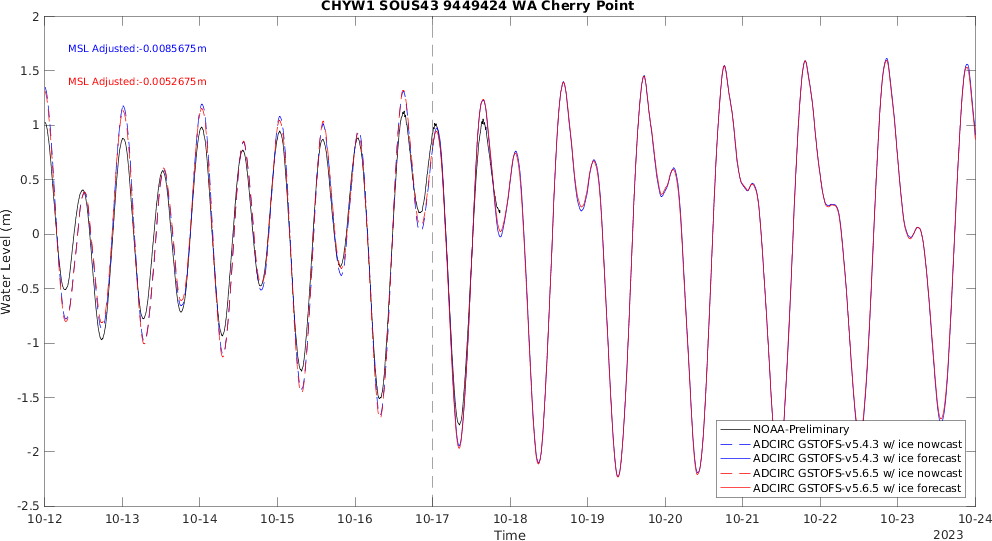 CHYW1 SOUS43 9449424 WA Cherry Point
MSL Adjusted:-0.0085675m
MSL Adjusted:-0.0052675m
Water Level (m)
2
1.5
1
0.5
0
-0.5
-1
-1.5
-2
-2.5
NOAA-Preliminary
ADCIRC GSTOFS-v5.4.3 w/ ice nowcast
ADCIRC GSTOFS-v5.4.3 w/ ice forecast
ADCIRC GSTOFS-v5.6.5 w/ ice nowcast
ADCIRC GSTOFS-v5.6.5 w/ ice forecast
10-12 10-13 10-14 10-15 10-16 10-17 10-18 10-19 10-20 10-21 10-22 10-23 10-24
Time
2023